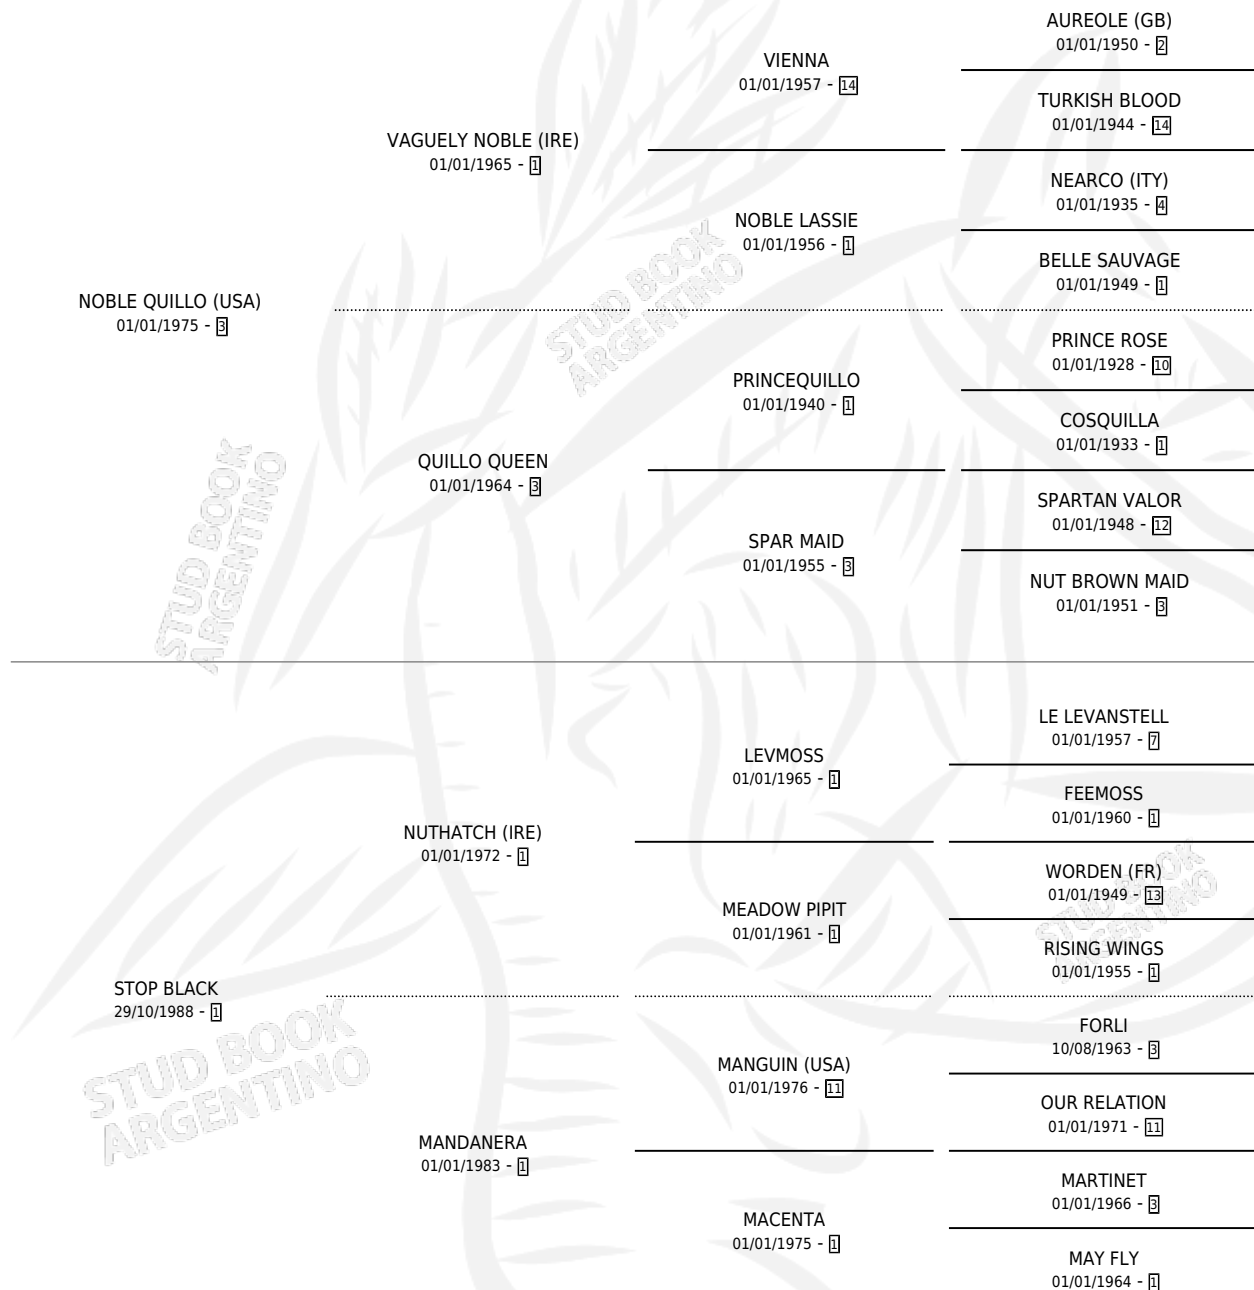 AUREOLE (GB)
01/01/1950 - 2
VIENNA
01/01/1957 - 14
TURKISH BLOOD
01/01/1944 - 14
VAGUELY NOBLE (IRE)
01/01/1965 - 1
NEARCO (ITY)
01/01/1935 - 4
NOBLE LASSIE
01/01/1956 - 1
BELLE SAUVAGE
01/01/1949 - 1
NOBLE QUILLO (USA)
01/01/1975 - 3
PRINCE ROSE
01/01/1928 - 10
PRINCEQUILLO
01/01/1940 - 1
COSQUILLA
01/01/1933 - 1
QUILLO QUEEN
01/01/1964 - 3
SPARTAN VALOR
01/01/1948 - 12
SPAR MAID
01/01/1955 - 3
NUT BROWN MAID
01/01/1951 - 3
LE LEVANSTELL
01/01/1957 - 7
LEVMOSS
01/01/1965 - 1
FEEMOSS
01/01/1960 - 1
NUTHATCH (IRE)
01/01/1972 - 1
WORDEN (FR)
01/01/1949 - 13
MEADOW PIPIT
01/01/1961 - 1
RISING WINGS
01/01/1955 - 1
STOP BLACK
29/10/1988 - 1
FORLI
10/08/1963 - 3
MANGUIN (USA)
01/01/1976 - 11
OUR RELATION
01/01/1971 - 11
MANDANERA
01/01/1983 - 1
MARTINET
01/01/1966 - 3
MACENTA
01/01/1975 - 1
MAY FLY
01/01/1964 - 1
STUD BOOK
ARGENTINO
STUD BOOK
ARGENTINO
STUD BOOK
ARGENTINO
STUD BOOK
ARGENTINO